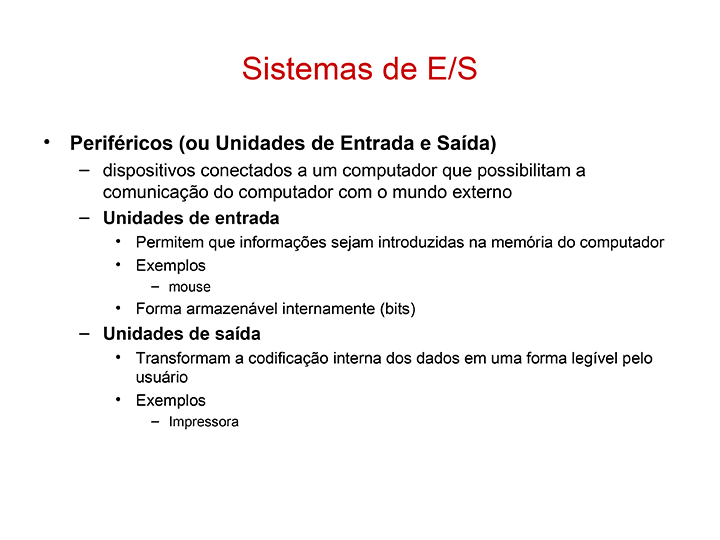 Sistemas de E/S
• Periféricos (ou Unidades de Entrada e Saída)
– dispositivos conectados a um computador que possibilitam a
comunicação do computador com o mundo externo
– Unidades de entrada
• Permitem que informações sejam introduzidas na memória do computador
• Exemplos
– mouse
• Forma armazenável internamente (bits)
– Unidades de saída
• Transformam a codificação interna dos dados em uma forma legível pelo
usuário
• Exemplos
– Impressora